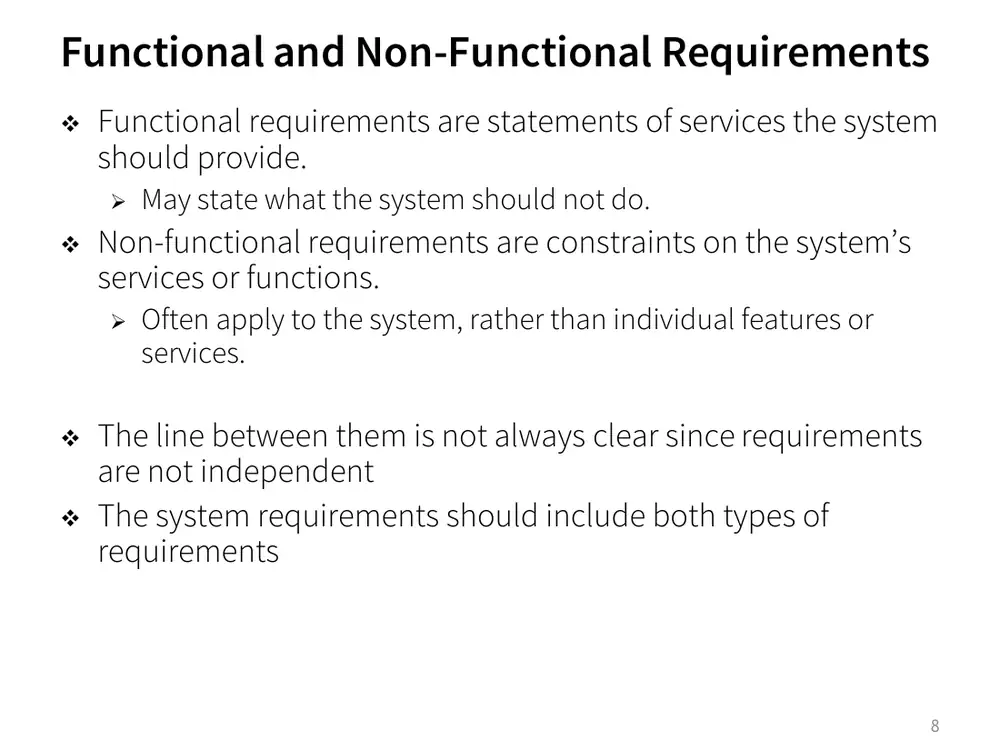 Functional and Non-Functional Requirements
❖ Functional requirements are statements of services the system
should provide.
➢ May state what the system should not do.
❖ Non-functional requirements are constraints on the system’s
services or functions.
➢ Often apply to the system, rather than individual features or
services.
❖ The line between them is not always clear since requirements
are not independent
❖ The system requirements should include both types of
requirements
8